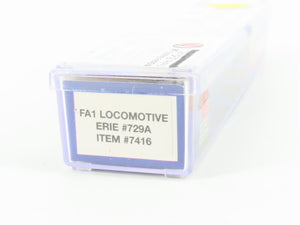 FA1 LOCOMOTIVE
ERIE #729A
ITEM #7416